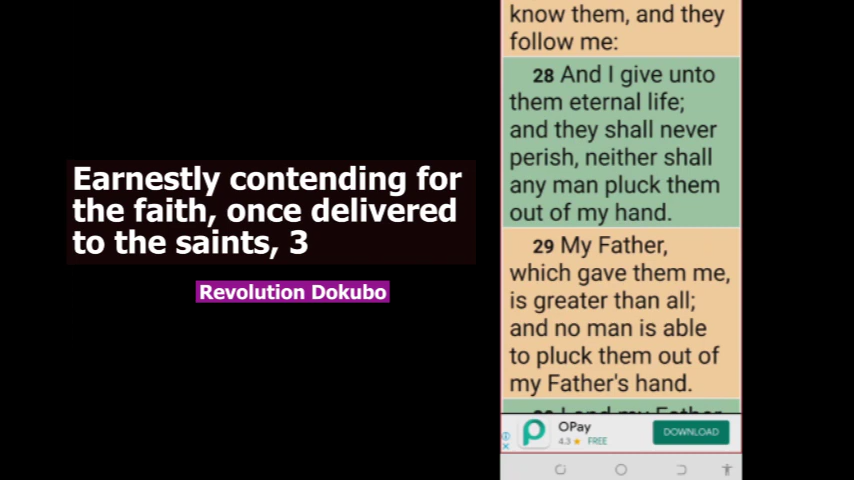 Earnestly contending for
the faith, once delivered
to the saints, 3
Revolution Dokubo
know them, and they
follow me:
28 And I give unto
them eternal life;
and they shall never
perish, neither shall
any man pluck them
out of my hand.
29 My Father,
which gave them me,
is greater than all;
and no man is able
to pluck them out of
my Father's hand.
OPay
4.3 ★ FREE
DOWNLOAD